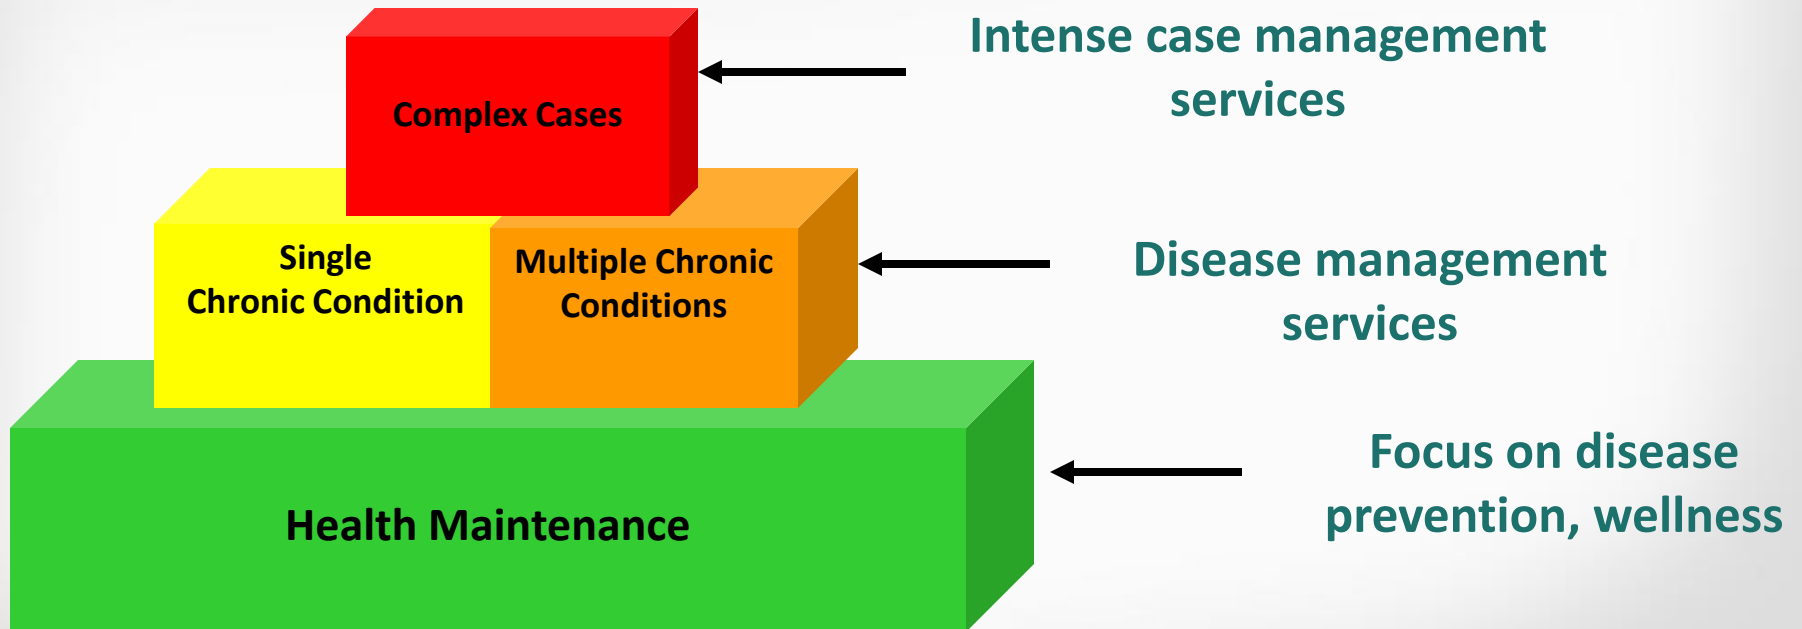 Intense case management
services
Complex Cases
Single
Chronic Condition
Multiple Chronic
Conditions
Disease management
services
Health Maintenance
Focus on disease
prevention, wellness